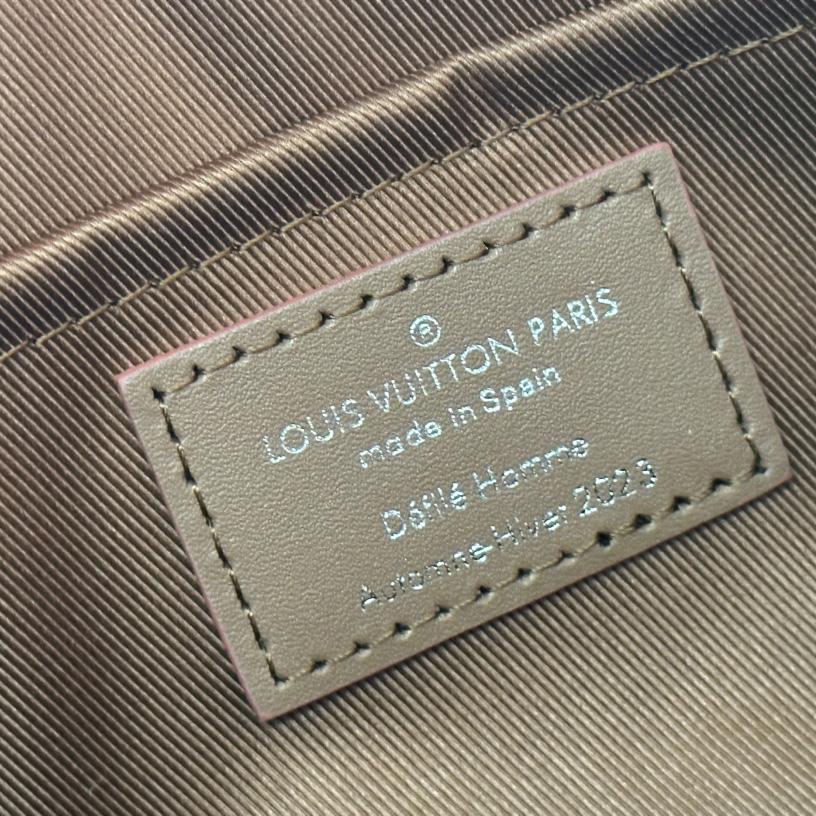 ®
LOUIS VUITTON PARIS
made in Spain
Défilé Homme
Automne-Hiver 2023